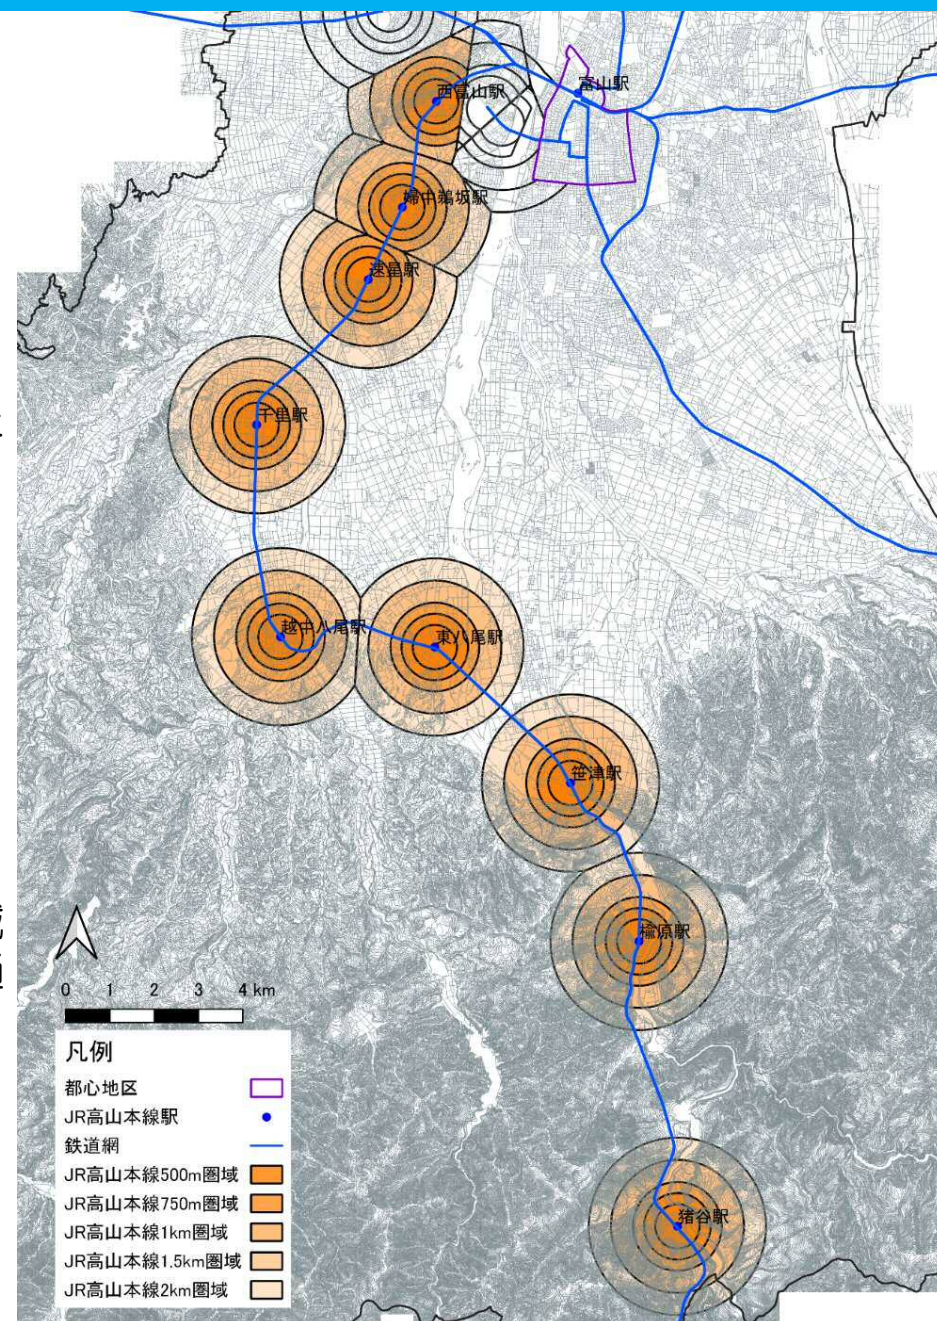 富山駅
西富山駅
婦中鵜坂駅
速星駅
千里駅
越中八尾駅
東八尾駅
笹津駅
楡原駅
猪谷駅
0 1 2 3 4 km
凡例
都心地区
JR高山本線駅
鉄道網
JR高山本線500m圏域
JR高山本線750m圏域
JR高山本線1km圏域
JR高山本線1.5km圏域
JR高山本線2km圏域